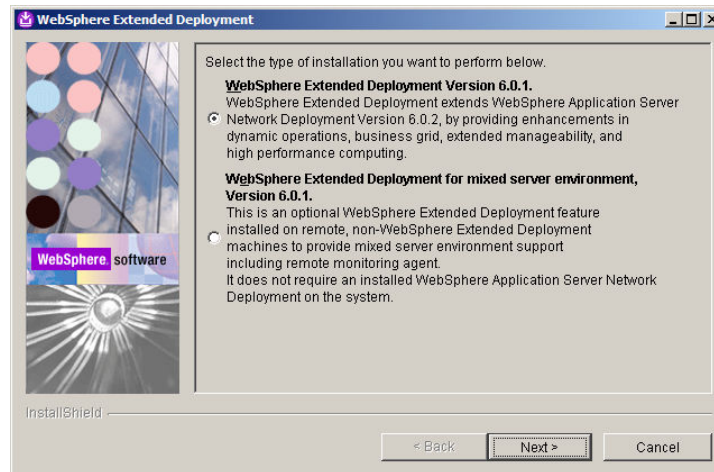 WebSphere Extended Deployment
Select the type of installation you want to perform below.
WebSphere Extended Deployment Version 6.0.1.
WebSphere Extended Deployment extends WebSphere Application Server
Network Deployment Version 6.0.2, by providing enhancements in
dynamic operations, business grid, extended manageability, and
high performance computing.
WebSphere Extended Deployment for mixed server environment,
Version 6.0.1.
This is an optional WebSphere Extended Deployment feature
installed on remote, non-WebSphere Extended Deployment
machines to provide mixed server environment support
including remote monitoring agent.
It does not require an installed WebSphere Application Server Network
Deployment on the system.
WebSphere. software
InstallShield
< Back
Next >
Cancel